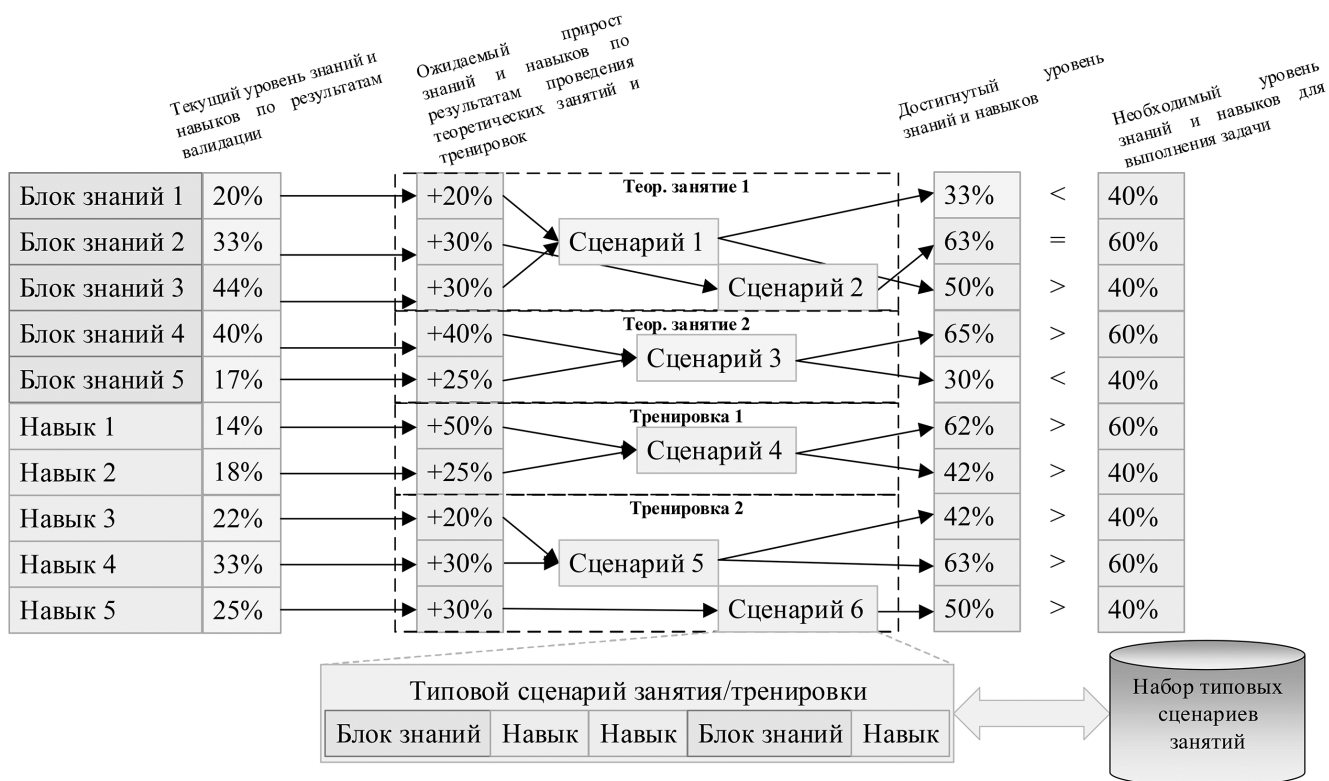 Текущий уровень знаний и
навыков по результатам
валидации
Ожидаемый прирост
знаний и навыков по
результатам проведения
теоретических занятий и
тренировок
Достигнутый уровень
знаний и навыков
Необходимый уровень
знаний и навыков для
выполнения задачи
Блок знаний 1 20% +20% Теор. занятие 1 33% < 40%
Блок знаний 2 33% +30% Сценарий 1 63% = 60%
Блок знаний 3 44% +30% Сценарий 2 50% > 40%
Блок знаний 4 40% +40% Теор. занятие 2 65% > 60%
Сценарий 3
Блок знаний 5 17% +25% 30% < 40%
Навык 1 14% +50% Тренировка 1 62% > 60%
Сценарий 4
Навык 2 18% +25% 42% > 40%
Навык 3 22% +20% Тренировка 2 42% > 40%
Навык 4 33% +30% Сценарий 5 63% > 60%
Навык 5 25% +30% Сценарий 6 50% > 40%
Типовой сценарий занятия/тренировки
Блок знаний Навык Навык Блок знаний Навык
Набор типовых
сценариев
занятий